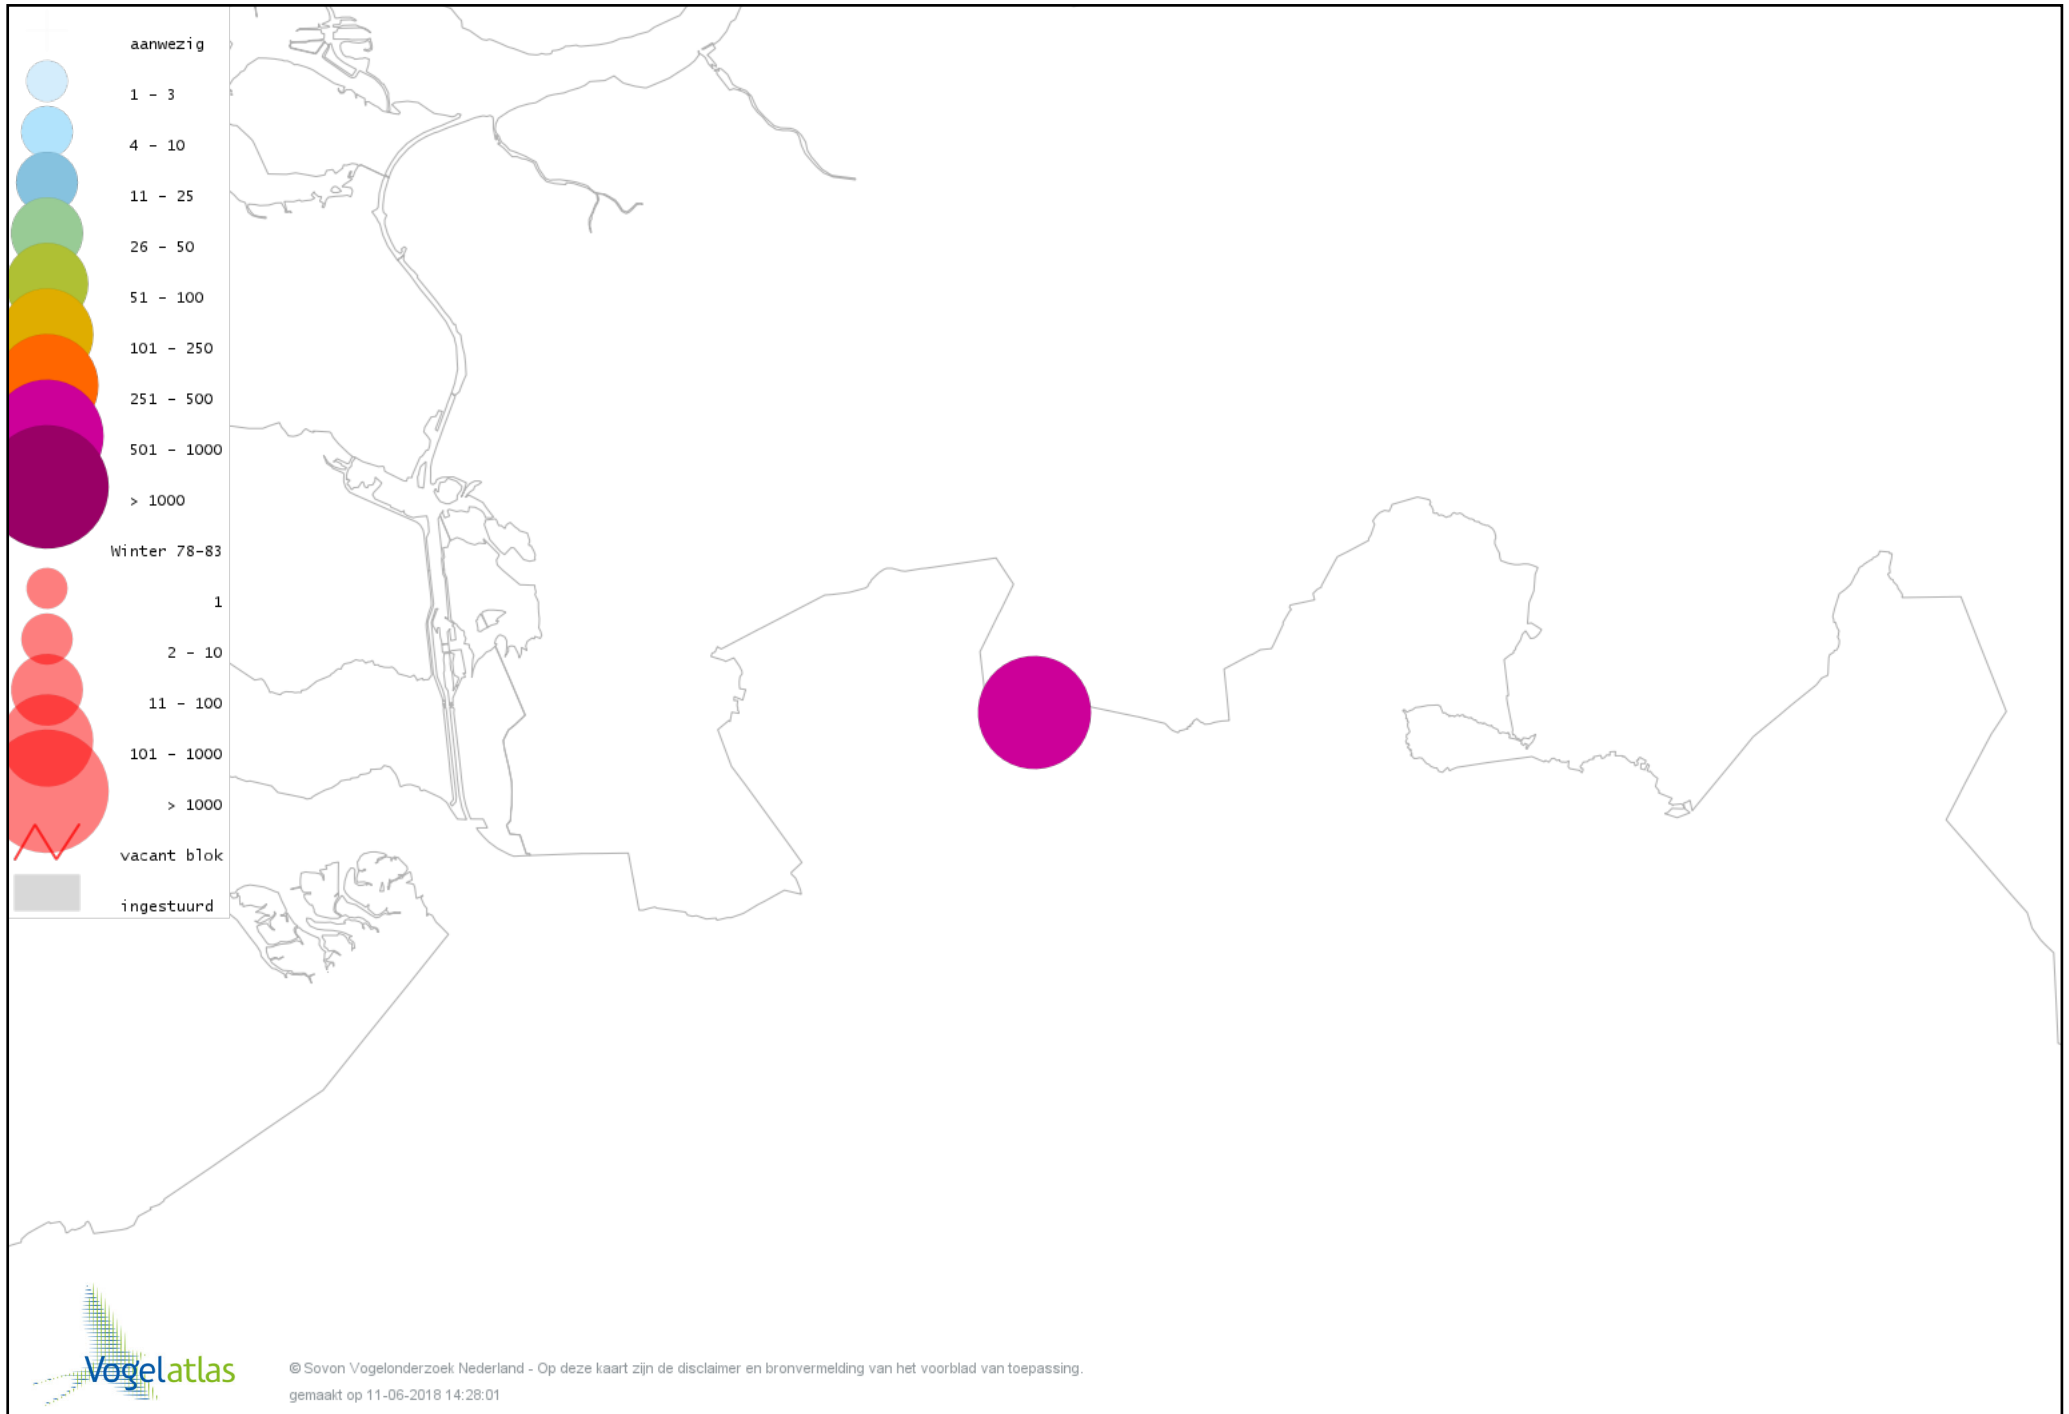 aanwezig
1 - 3
4 - 10
11 - 25
26 - 50
51 - 100
101 - 250
251 - 500
501 - 1000
> 1000
Winter 78-83
1
2 - 10
11 - 100
101 - 1000
> 1000
vacant blok
ingestuurd
Vogelatlas
© Sovon Vogelonderzoek Nederland - Op deze kaart zijn de disclaimer en bronvermelding van het voorblad van toepassing.
gemaakt op 11-06-2018 14:28:01